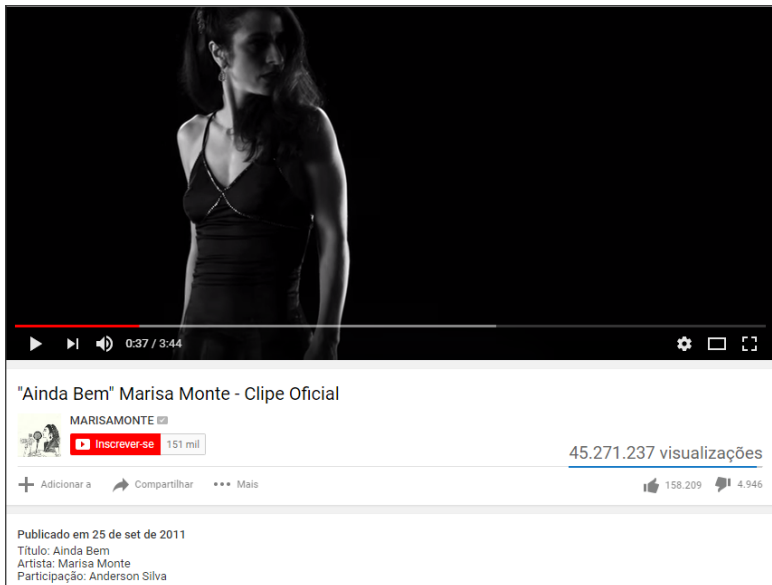 0:37 / 3:44
"Ainda Bem" Marisa Monte - Clipe Oficial
MARISAMONTE
Inscrever-se 151 mil
45.271.237 visualizações
Adicionar a Compartilhar Mais 158.209 4.946
Publicado em 25 de set de 2011
Título: Ainda Bem
Artista: Marisa Monte
Participação: Anderson Silva